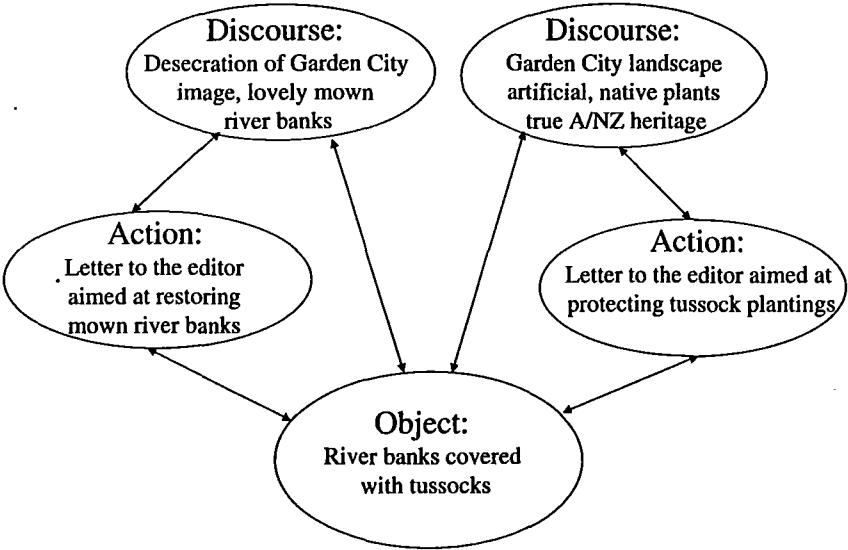 Discourse:
Desecration of Garden City
image, lovely mown
river banks
Discourse:
Garden City landscape
artificial, native plants
true A/NZ heritage
Action:
Letter to the editor
aimed at restoring
mown river banks
Action:
Letter to the editor aimed at
protecting tussock plantings
Object:
River banks covered
with tussocks